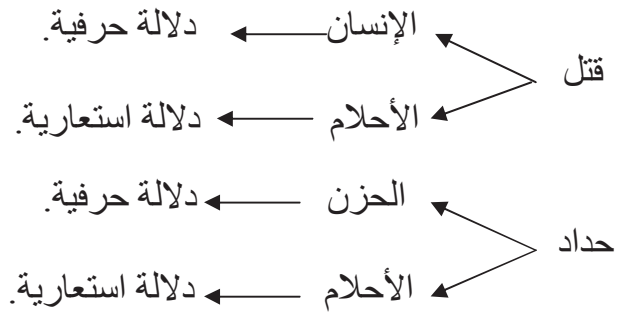 الإنسان دلالة حرفية.
قتل
الأحلام دلالة استعارية.
الحزن دلالة حرفية.
حداد
الأحلام دلالة استعارية.